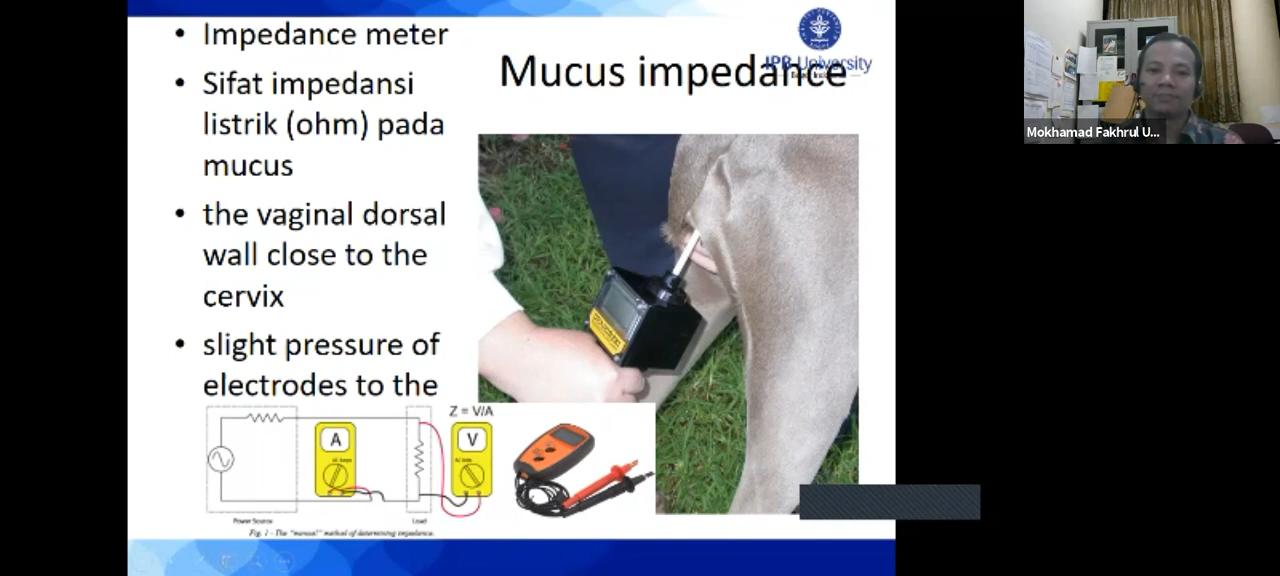 • Impedance meter
• Sifat impedansi
listrik (ohm) pada
mucus
• the vaginal dorsal
wall close to the
cervix
• slight pressure of
electrodes to the
Mucus impedance
IPB University
Mokhamad Fakhrul U...
Z = V/A
A
V
Power Source
Load
Fig. 1 - The "manual" method of determining impedance.